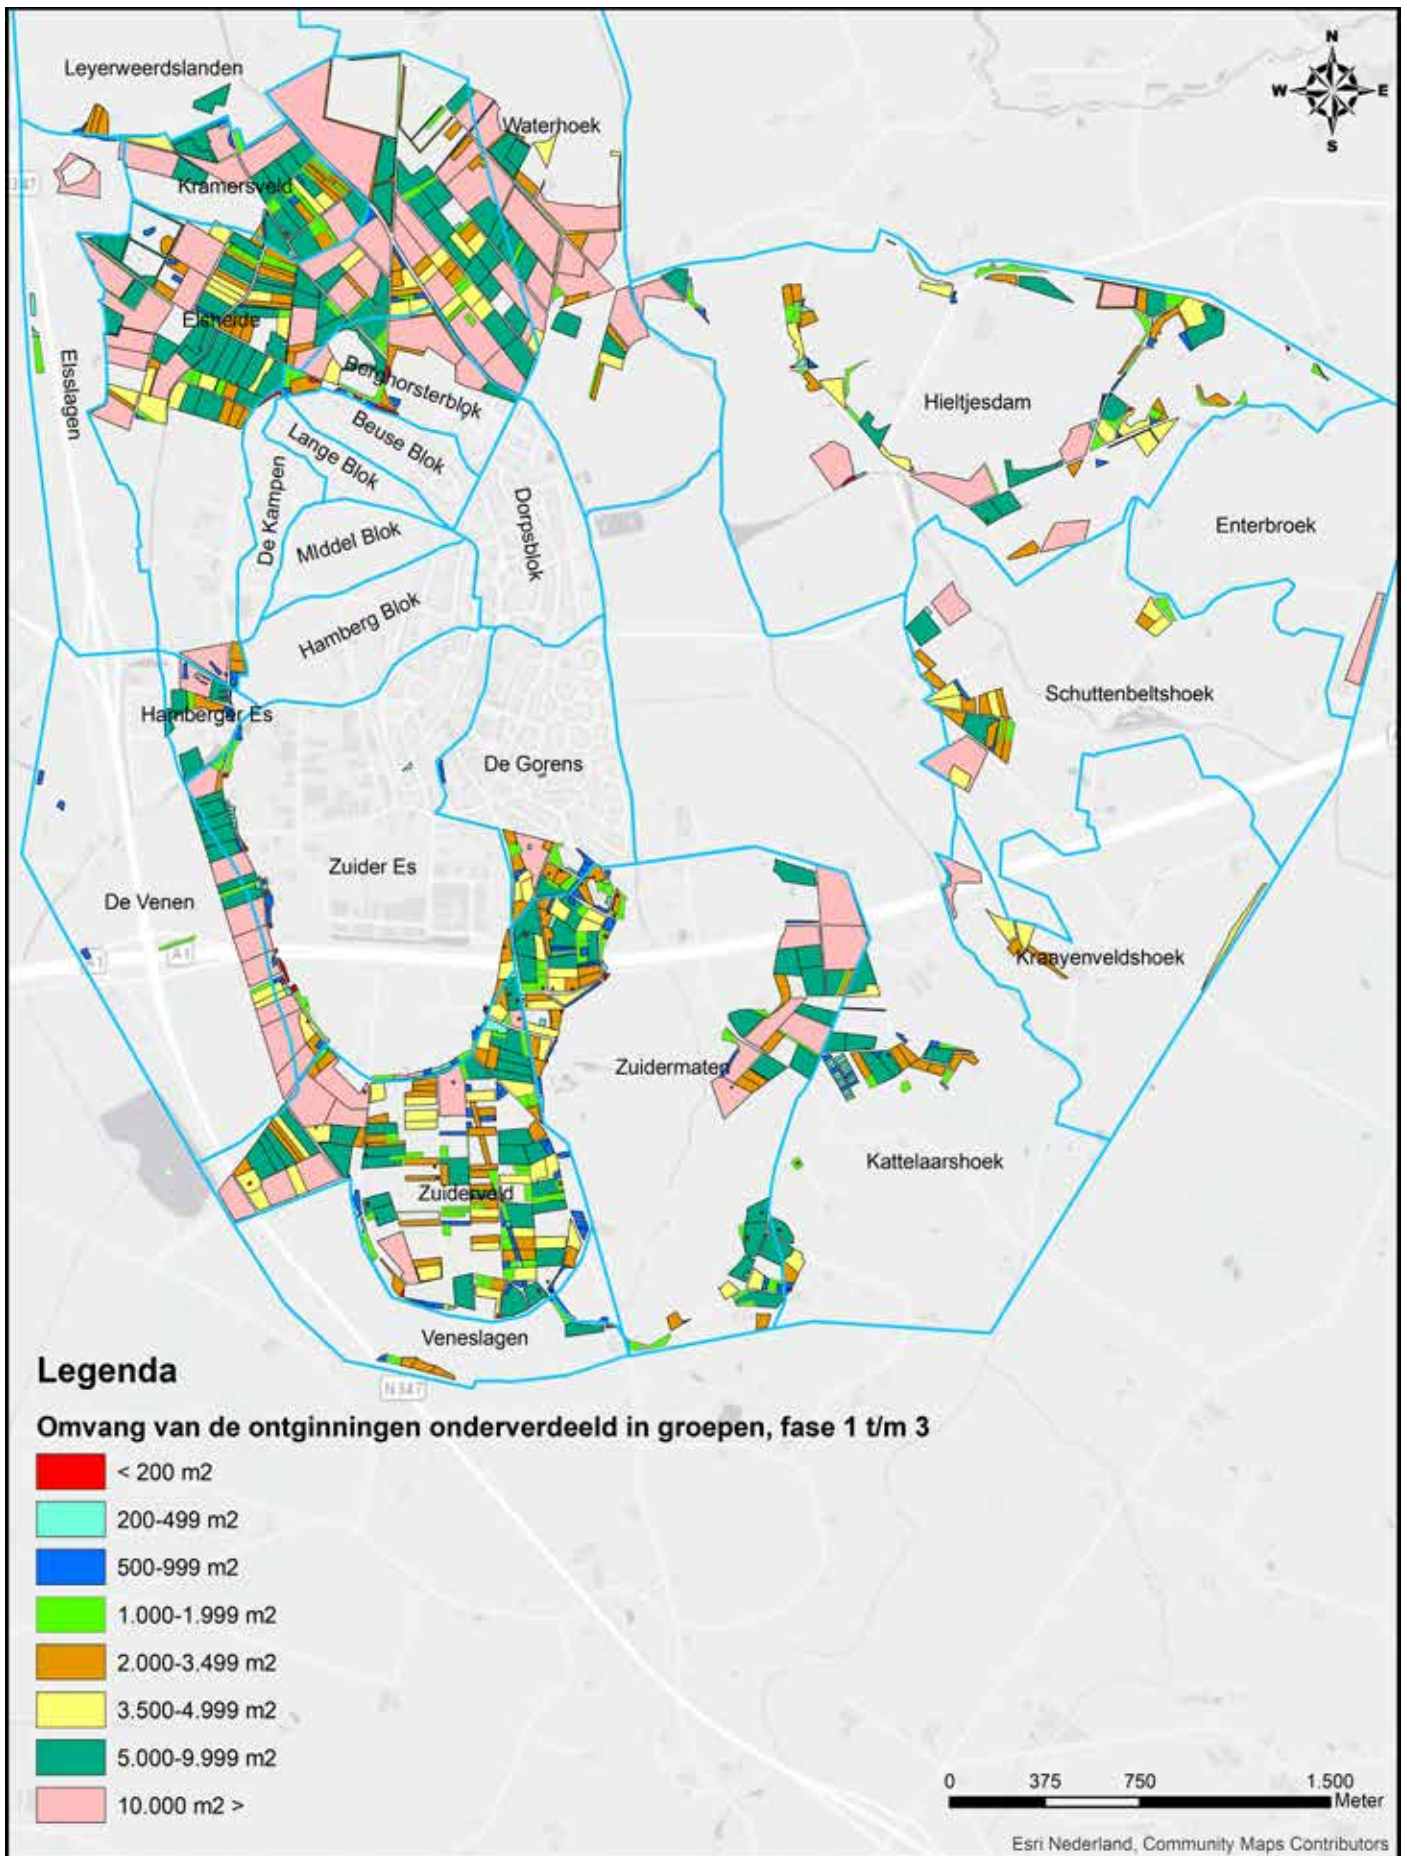 N
W E
S
Leyerweerdslanden
Waterhoek
Kramersveld
Elsheide
Elsslagen
Berghorsterblok
Beuse Blok
Lange Blok
De Kampen
MIddel Blok
Dorpsblok
Hamberg Blok
Hieltjesdam
Enterbroek
Schuttenbeltshoek
Hamberger Es
De Gorens
Zuider Es
De Venen
A1
A1
Kraayenveldshoek
Zuidermaten
Kattelaarshoek
Zuiderveld
Veneslagen
N347
Legenda
Omvang van de ontginningen onderverdeeld in groepen, fase 1 t/m 3
< 200 m2
200-499 m2
500-999 m2
1.000-1.999 m2
2.000-3.499 m2
3.500-4.999 m2
5.000-9.999 m2
10.000 m2 >
0 375 750 1.500
Meter
Esri Nederland, Community Maps Contributors